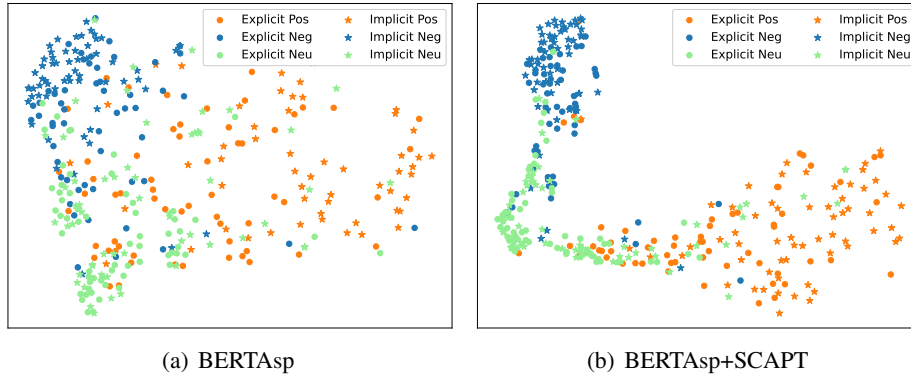 Explicit Pos Implicit Pos
Explicit Neg Implicit Neg
Explicit Neu Implicit Neu
Explicit Pos Implicit Pos
Explicit Neg Implicit Neg
Explicit Neu Implicit Neu
(a) BERTAsp
(b) BERTAsp+SCAPT